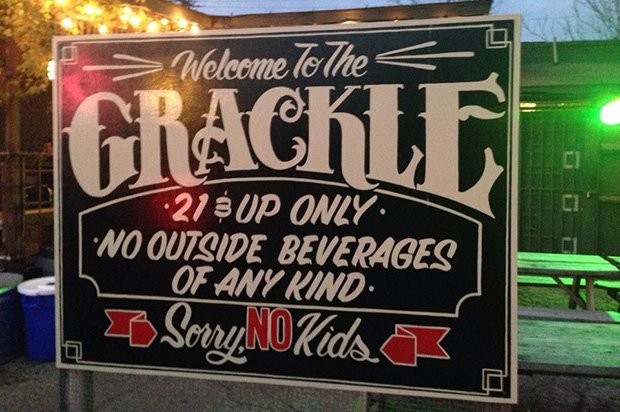 Welcome To The
GRACKLE
·21 & UP ONLY·
·NO OUTSIDE BEVERAGES
OF ANY KIND·
Sorry, NO Kids